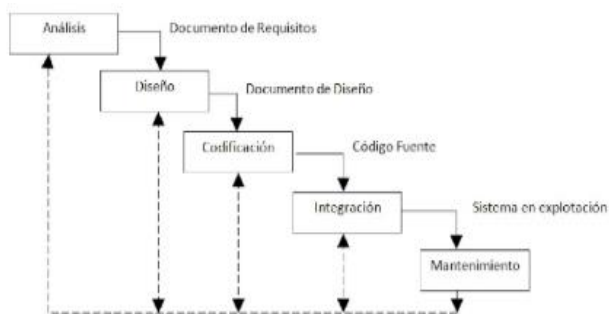 Análisis
Documento de Requisitos
Diseño
Documento de Diseño
Codificación
Código Fuente
Integración
Sistema en explotación
Mantenimiento